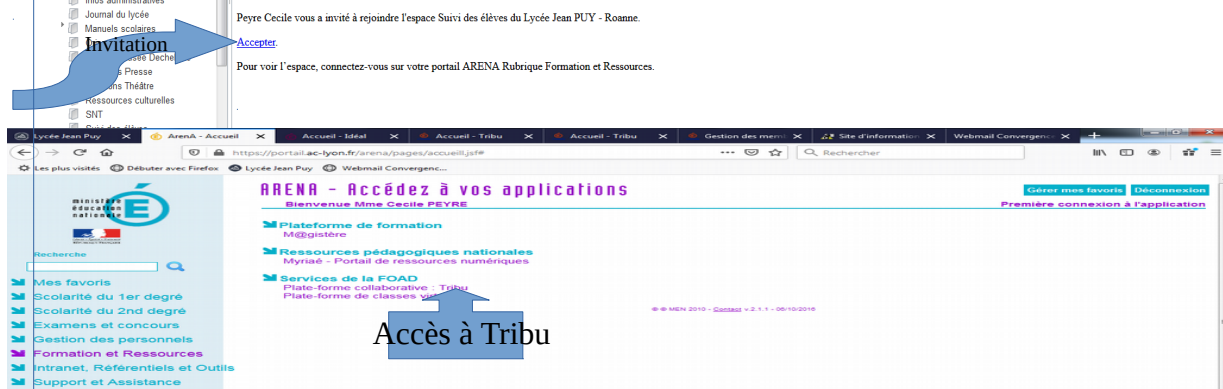 Infos administratives
Journal du lycée
Manuels scolaires
Invitation
Presse
Théâtre
Ressources culturelles
SNT
Suivi des élèves
Peyre Cecile vous a invité à rejoindre l'espace Suivi des élèves du Lycée Jean PUY - Roanne.
Accepter.
Pour voir l'espace, connectez-vous sur votre portail ARENA Rubrique Formation et Ressources.
Lycée Jean Puy
ArenA - Accueil
Accueil - Idéal
Accueil - Tribu
Accueil - Tribu
Gestion des mem
Site d'information
Webmail Convergence
https://portail.ac-lyon.fr/arena/pages/accueil.jsf#
Rechercher
Les plus visités
Débuter avec Firefox
Lycée Jean Puy
Webmail Convergenc...
ministère
éducation
nationale
ARENA - Accédez à vos applications
Gérer mes favoris
Déconnexion
Bienvenue Mme Cecile PEYRE
Première connexion à l'application
Recherche
Mes favoris
Scolarité du 1er degré
Scolarité du 2nd degré
Examens et concours
Gestion des personnels
Formation et Ressources
Intranet, Référentiels et Outils
Support et Assistance
Plateforme de formation
M@gistère
Ressources pédagogiques nationales
Myriaé - Portail de ressources numériques
Services de la FOAD
Plate-forme collaborative : Tribu
Plate-forme de classes
Accès à Tribu
© © MEN 2010 - Contact v.2.1.1 - 06/10/2016